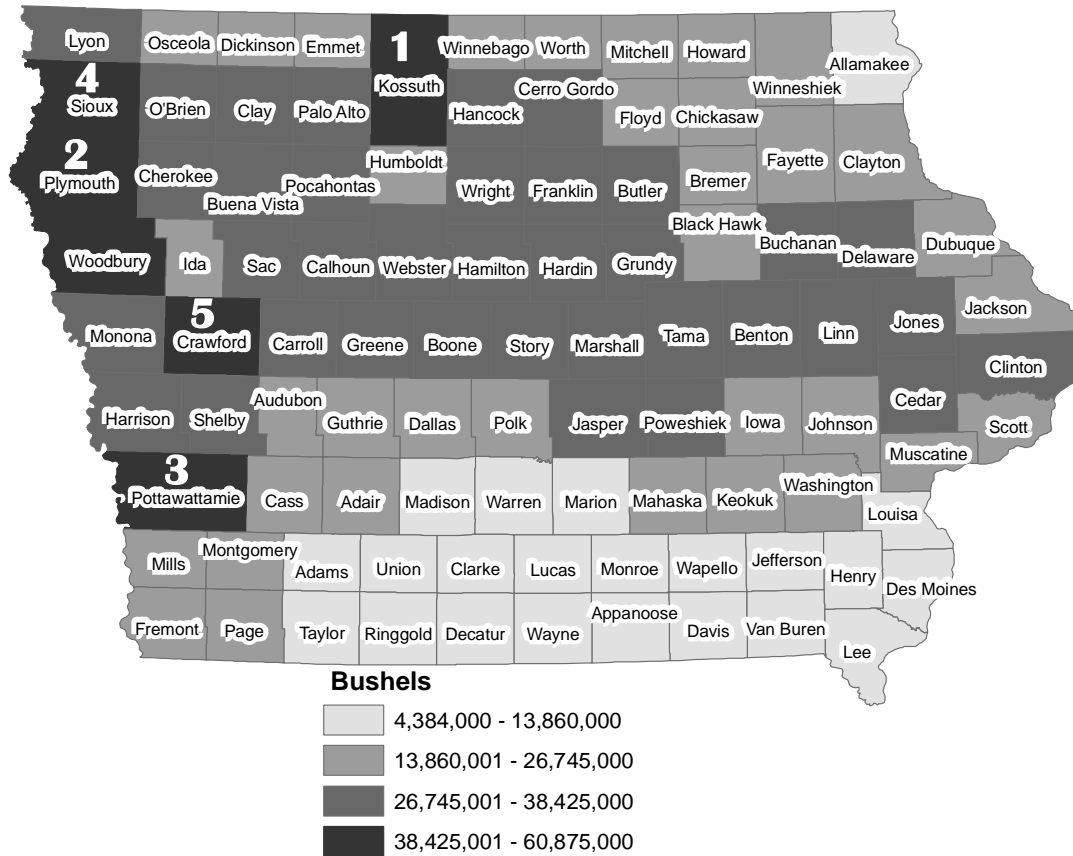 Lyon Osceola Dickinson Emmet 1 Winnebago Worth Mitchell Howard Allamakee
4 Kossuth Cerro Gordo Winneshiek
Sioux O'Brien Clay Palo Alto Hancock Floyd Chickasaw
2 Humboldt Fayette Clayton
Plymouth Cherokee Pocahontas Wright Franklin Butler Bremer
Buena Vista Black Hawk
Woodbury Ida Sac Calhoun Webster Hamilton Hardin Grundy Buchanan Delaware Dubuque
5 Jackson
Monona Crawford Carroll Greene Boone Story Marshall Tama Benton Linn Jones
Clinton
Harrison Shelby Audubon Guthrie Dallas Polk Jasper Poweshiek Iowa Johnson Cedar Scott
Muscatine
3
Pottawattamie Cass Adair Madison Warren Marion Mahaska Keokuk Washington Louisa
Mills Montgomery Adams Union Clarke Lucas Monroe Wapello Jefferson Henry Des Moines
Fremont Page Taylor Ringgold Decatur Wayne Appanoose Davis Van Buren Lee
Bushels
4,384,000 - 13,860,000
13,860,001 - 26,745,000
26,745,001 - 38,425,000
38,425,001 - 60,875,000